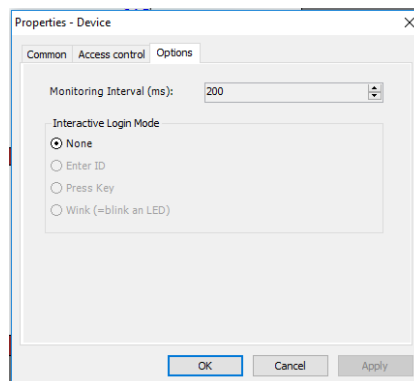 Properties - Device
Common Access control Options
Monitoring Interval (ms): 200
Interactive Login Mode
None
Enter ID
Press Key
Wink (=blink an LED)
OK Cancel Apply